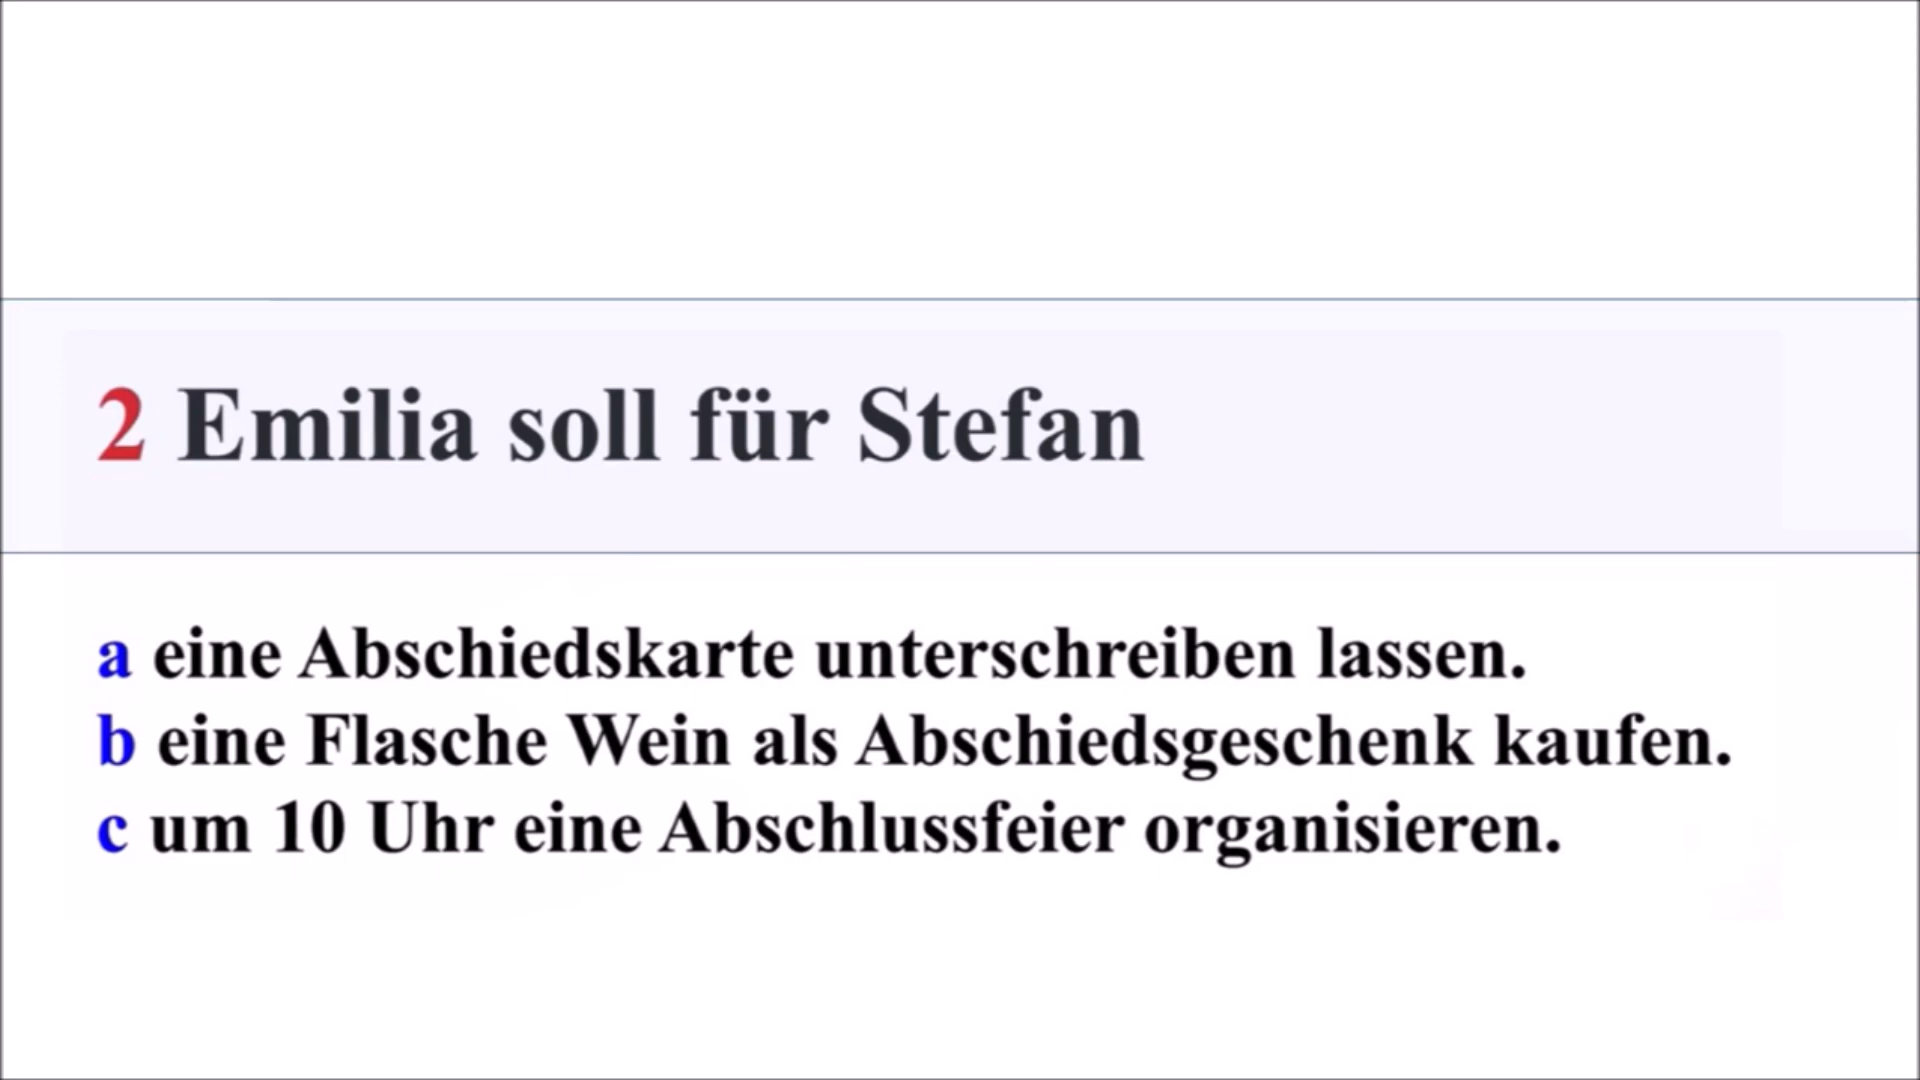 2 Emilia soll für Stefan
a eine Abschiedskarte unterschreiben lassen.
b eine Flasche Wein als Abschiedsgeschenk kaufen.
c um 10 Uhr eine Abschlussfeier organisieren.